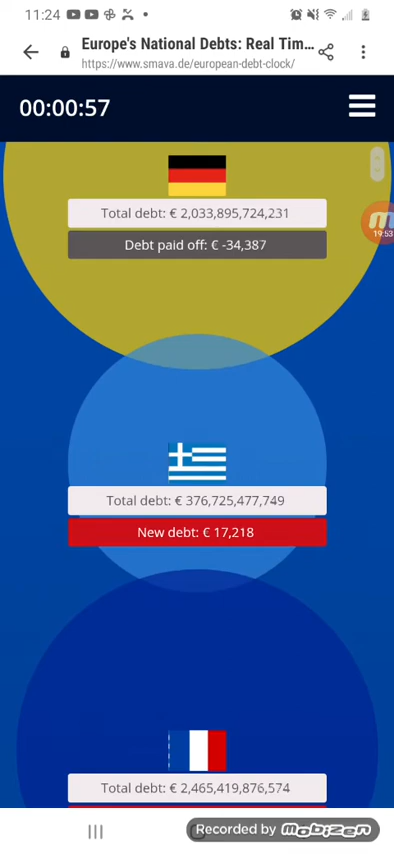 11:24
Europe's National Debts: Real Tim...
https://www.smava.de/european-debt-clock/
00:00:57
19:53
Total debt: € 2,033,895,724,231
Debt paid off: € -34,387
Total debt: € 376,725,477,749
New debt: € 17,218
Total debt: € 2,465,419,876,574
Recorded by mobizen